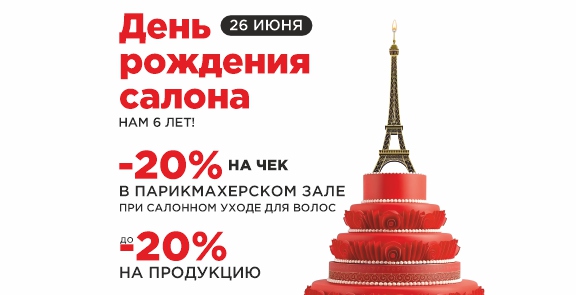 День
26 ИЮНЯ
рождения
салона
НАМ 6 ЛЕТ!
-20% НА ЧЕК
В ПАРИКМАХЕРСКОМ ЗАЛЕ
ПРИ САЛОННОМ УХОДЕ ДЛЯ ВОЛОС
ДО -20%
НА ПРОДУКЦИЮ